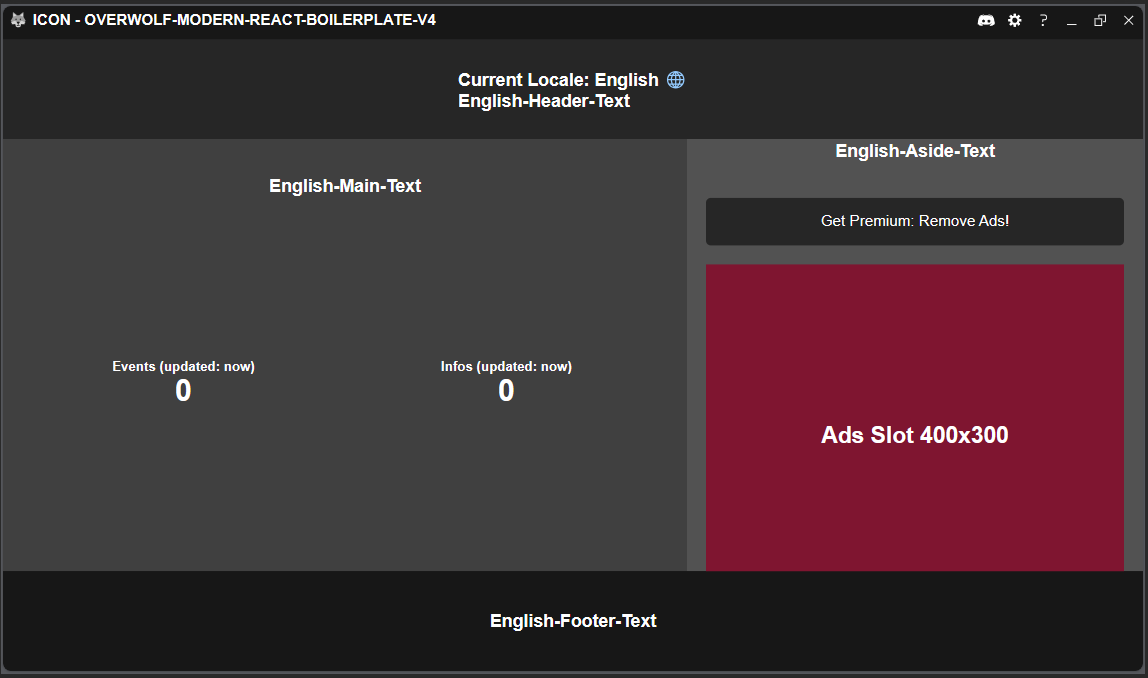 ICON - OVERWOLF-MODERN-REACT-BOILERPLATE-V4
?
Current Locale: English
English-Header-Text
English-Main-Text
English-Aside-Text
Get Premium: Remove Ads!
Events (updated: now)
0
Infos (updated: now)
0
Ads Slot 400x300
English-Footer-Text